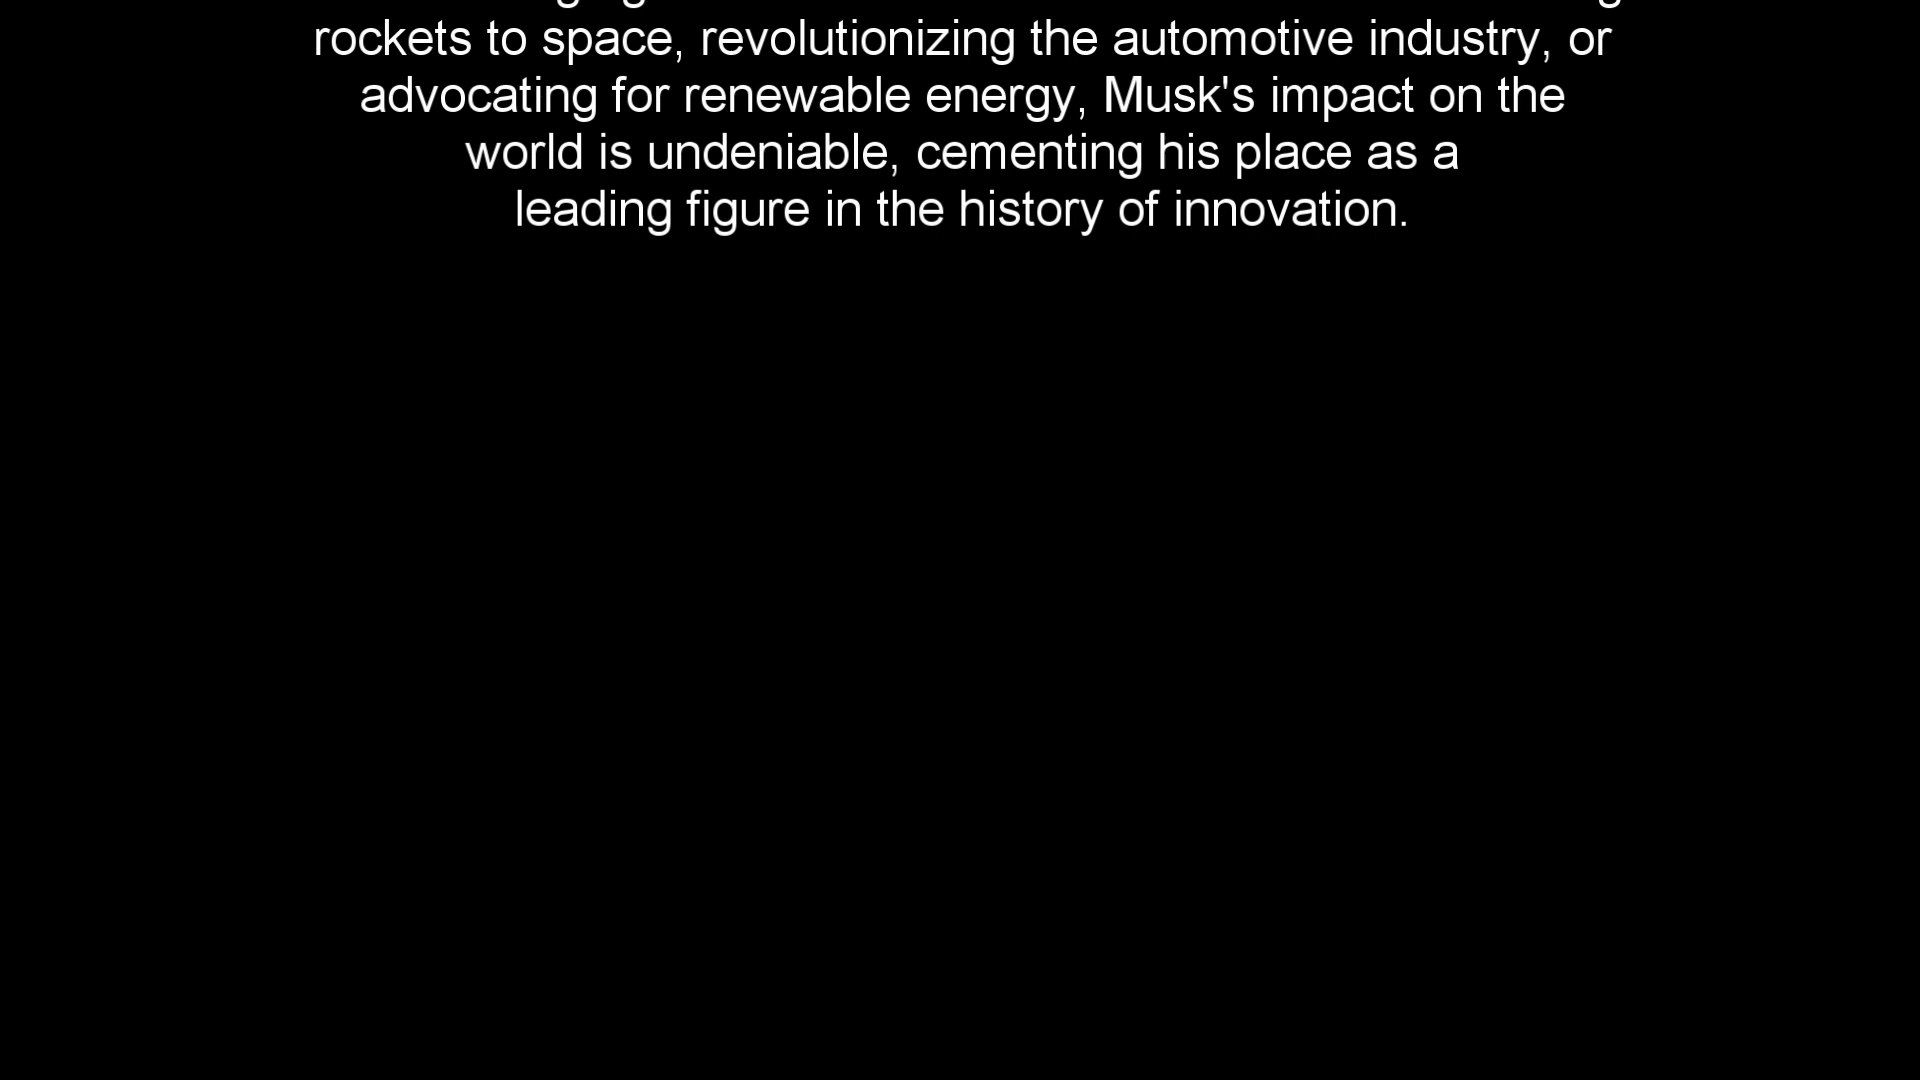 rockets to space, revolutionizing the automotive industry, or
advocating for renewable energy, Musk's impact on the
world is undeniable, cementing his place as a
leading figure in the history of innovation.